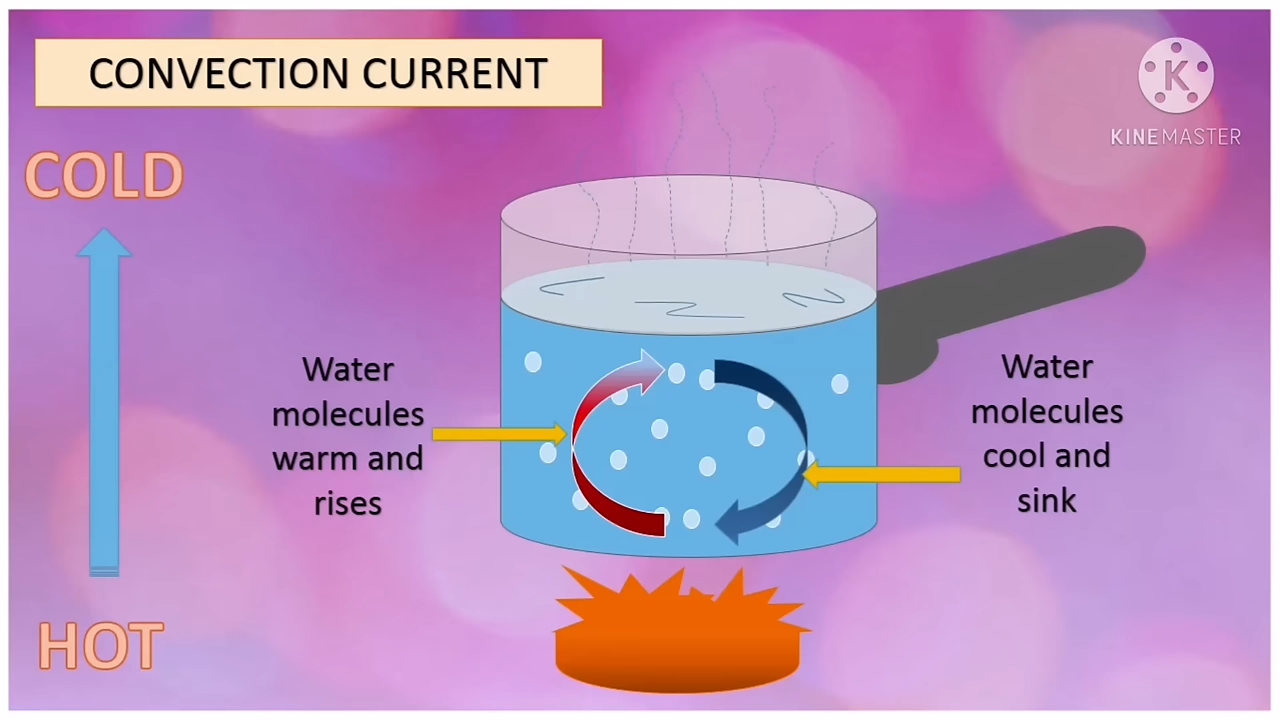 CONVECTION CURRENT
K
KINEMASTER
COLD
Water
molecules
warm and
rises
Water
molecules
cool and
sink
HOT